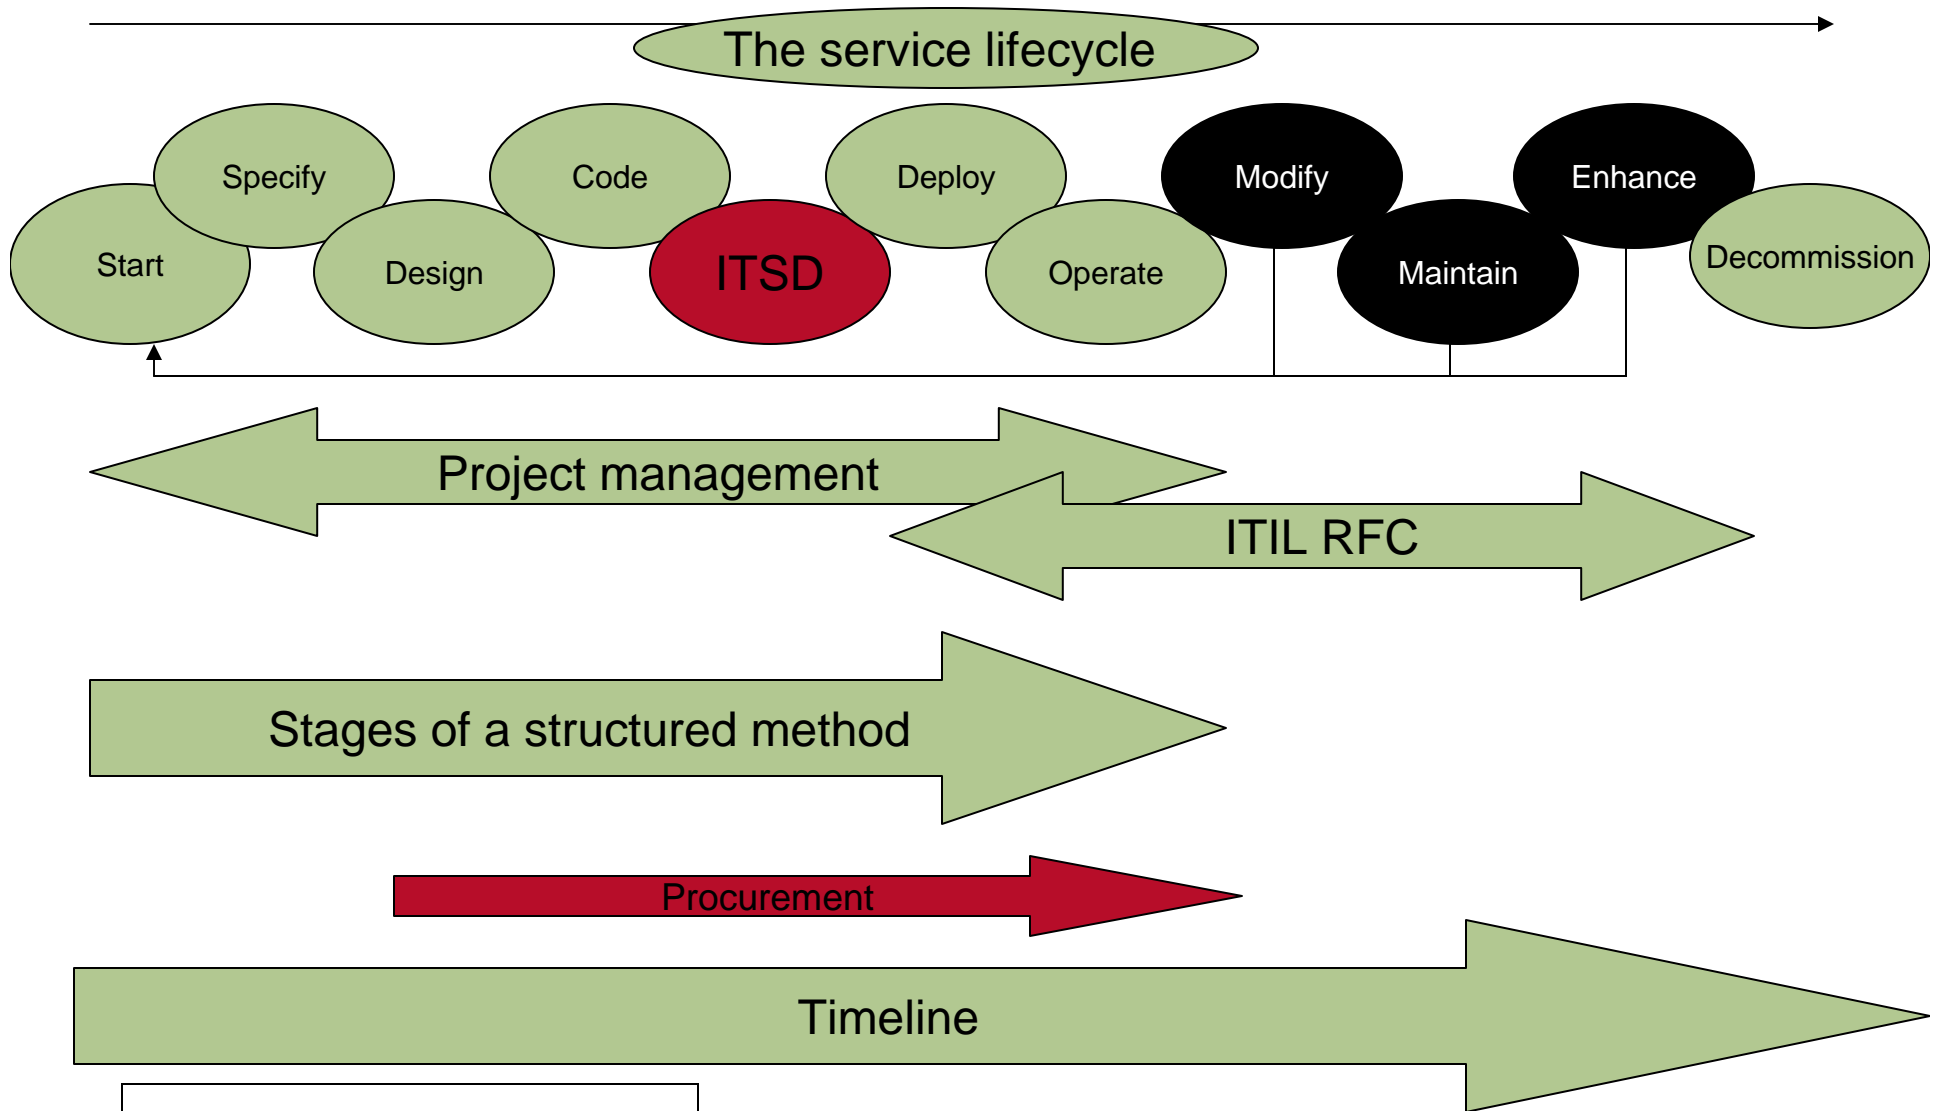 The service lifecycle
Start
Specify
Design
Code
ITSD
Deploy
Operate
Modify
Maintain
Enhance
Decommission
Project management
ITIL RFC
Stages of a structured method
Procurement
Timeline